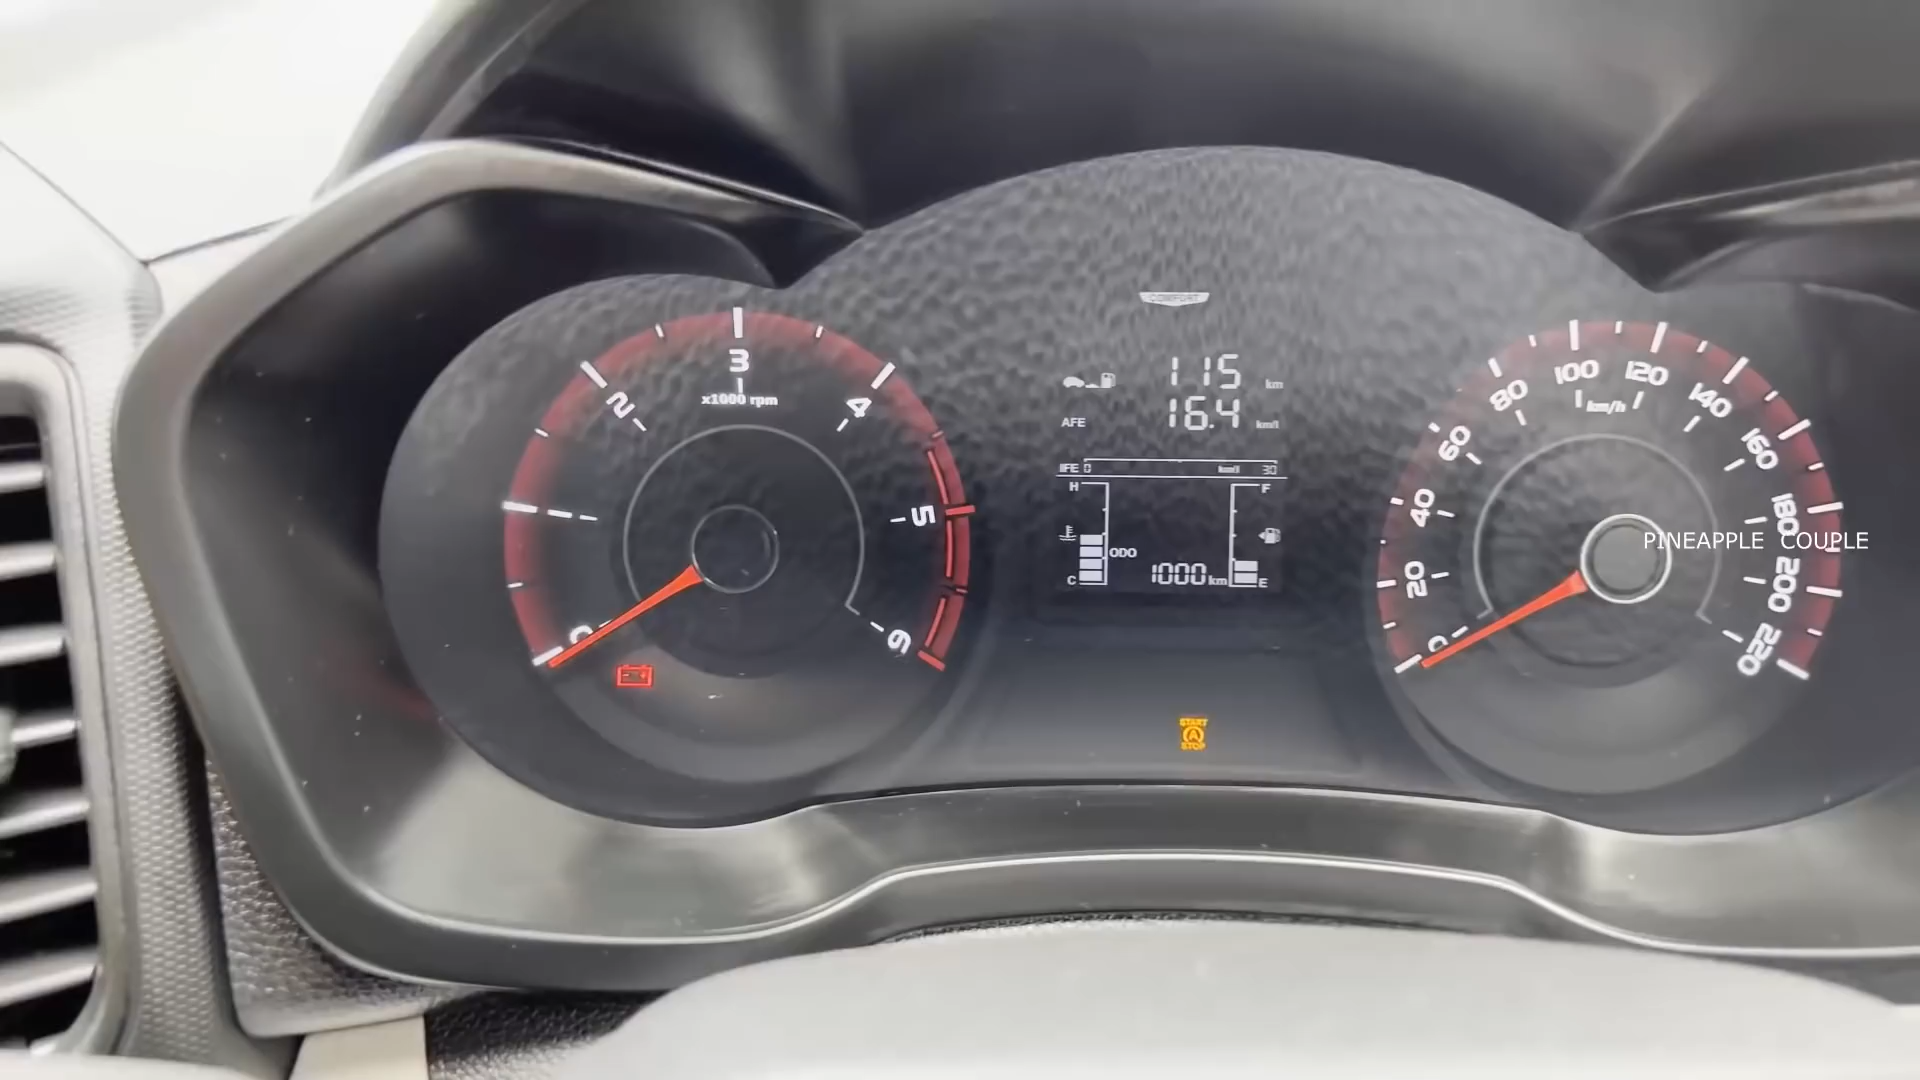 COMFORT
3
x1000 rpm
2
4
5
0
6
115 km
AFE 16.4 km/l
IFE 0 km/l 30
H F
ODO
1000 km
C E
START
A
STOP
100 120
80 km/h 140
60 160
40 180
20 200
0 220
PINEAPPLE COUPLE